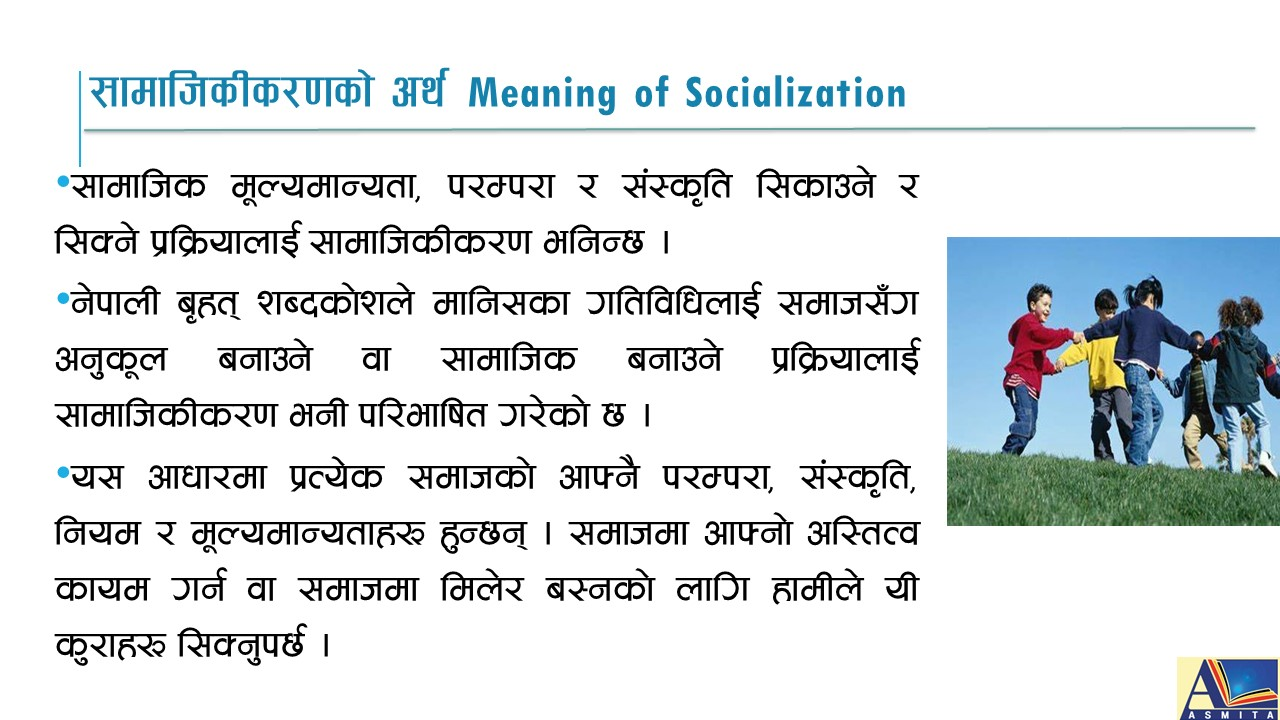 सामाजिकीकरणको अर्थ Meaning of Socialization
•सामाजिक मूल्यमान्यता, परम्परा र संस्कृति सिकाउने र
सिक्ने प्रक्रियालाई सामाजिकीकरण भनिन्छ ।
•नेपाली बृहत् शब्दकोशले मानिसका गतिविधिलाई समाजसँग
अनुकूल बनाउने वा सामाजिक बनाउने प्रक्रियालाई
सामाजिकीकरण भनी परिभाषित गरेको छ ।
•यस आधारमा प्रत्येक समाजको आफ्नै परम्परा, संस्कृति,
नियम र मूल्यमान्यताहरु हुन्छन् । समाजमा आफ्नो अस्तित्व
कायम गर्न वा समाजमा मिलेर बस्नको लागि हामीले यी
कुराहरु सिक्नुपर्छ ।
ASMITA